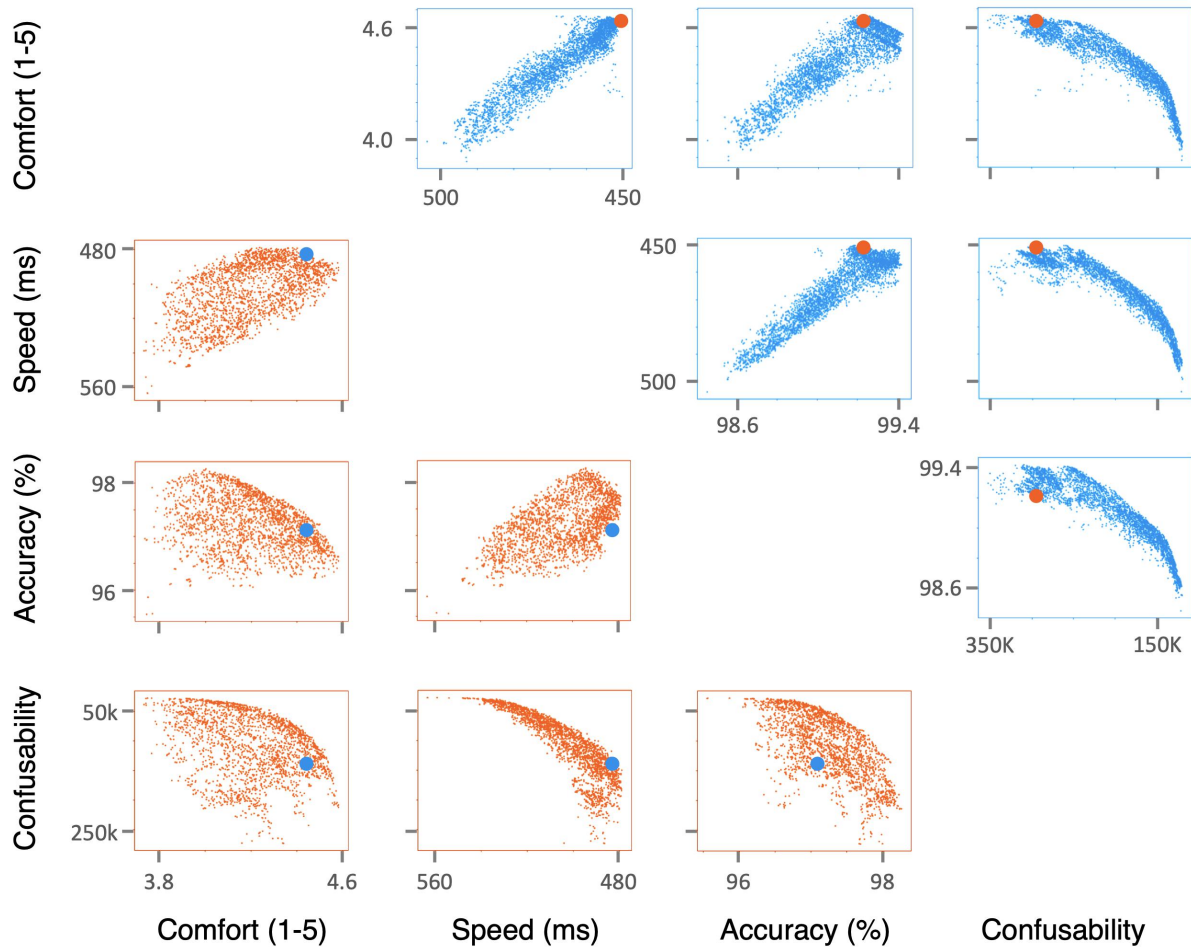 Comfort (1-5)
4.6
4.0
500
450
Speed (ms)
480
560
450
500
98.6
99.4
Accuracy (%)
98
96
99.4
98.6
350K
150K
Confusability
50k
250k
3.8
4.6
560
480
96
98
Comfort (1-5)
Speed (ms)
Accuracy (%)
Confusability